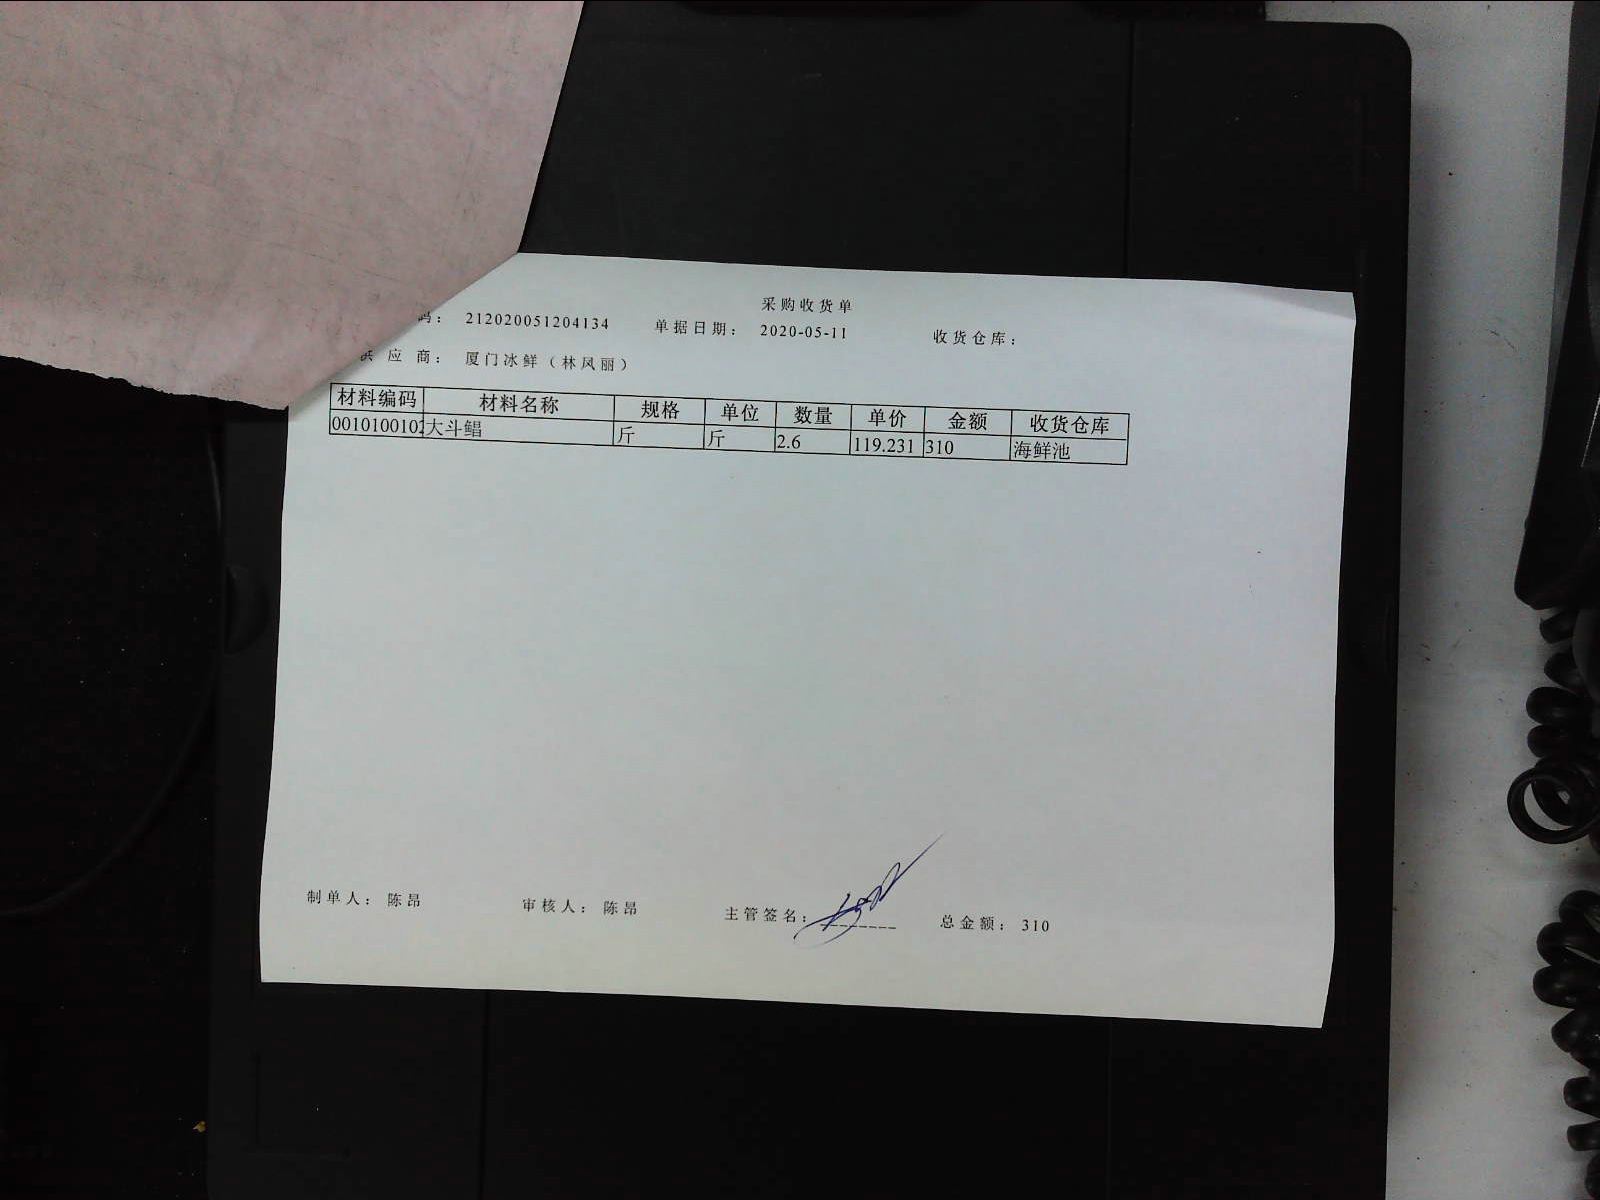 采购收货单
码： 212020051204134 单据日期： 2020-05-11 收货仓库：
供应商： 厦门冰鲜（林凤丽）
材料编码 材料名称 规格 单位 数量 单价 金额 收货仓库
0010100102 大斗鲳 斤 斤 2.6 119.231 310 海鲜池
制单人： 陈昂 审核人： 陈昂 主管签名： 总金额： 310